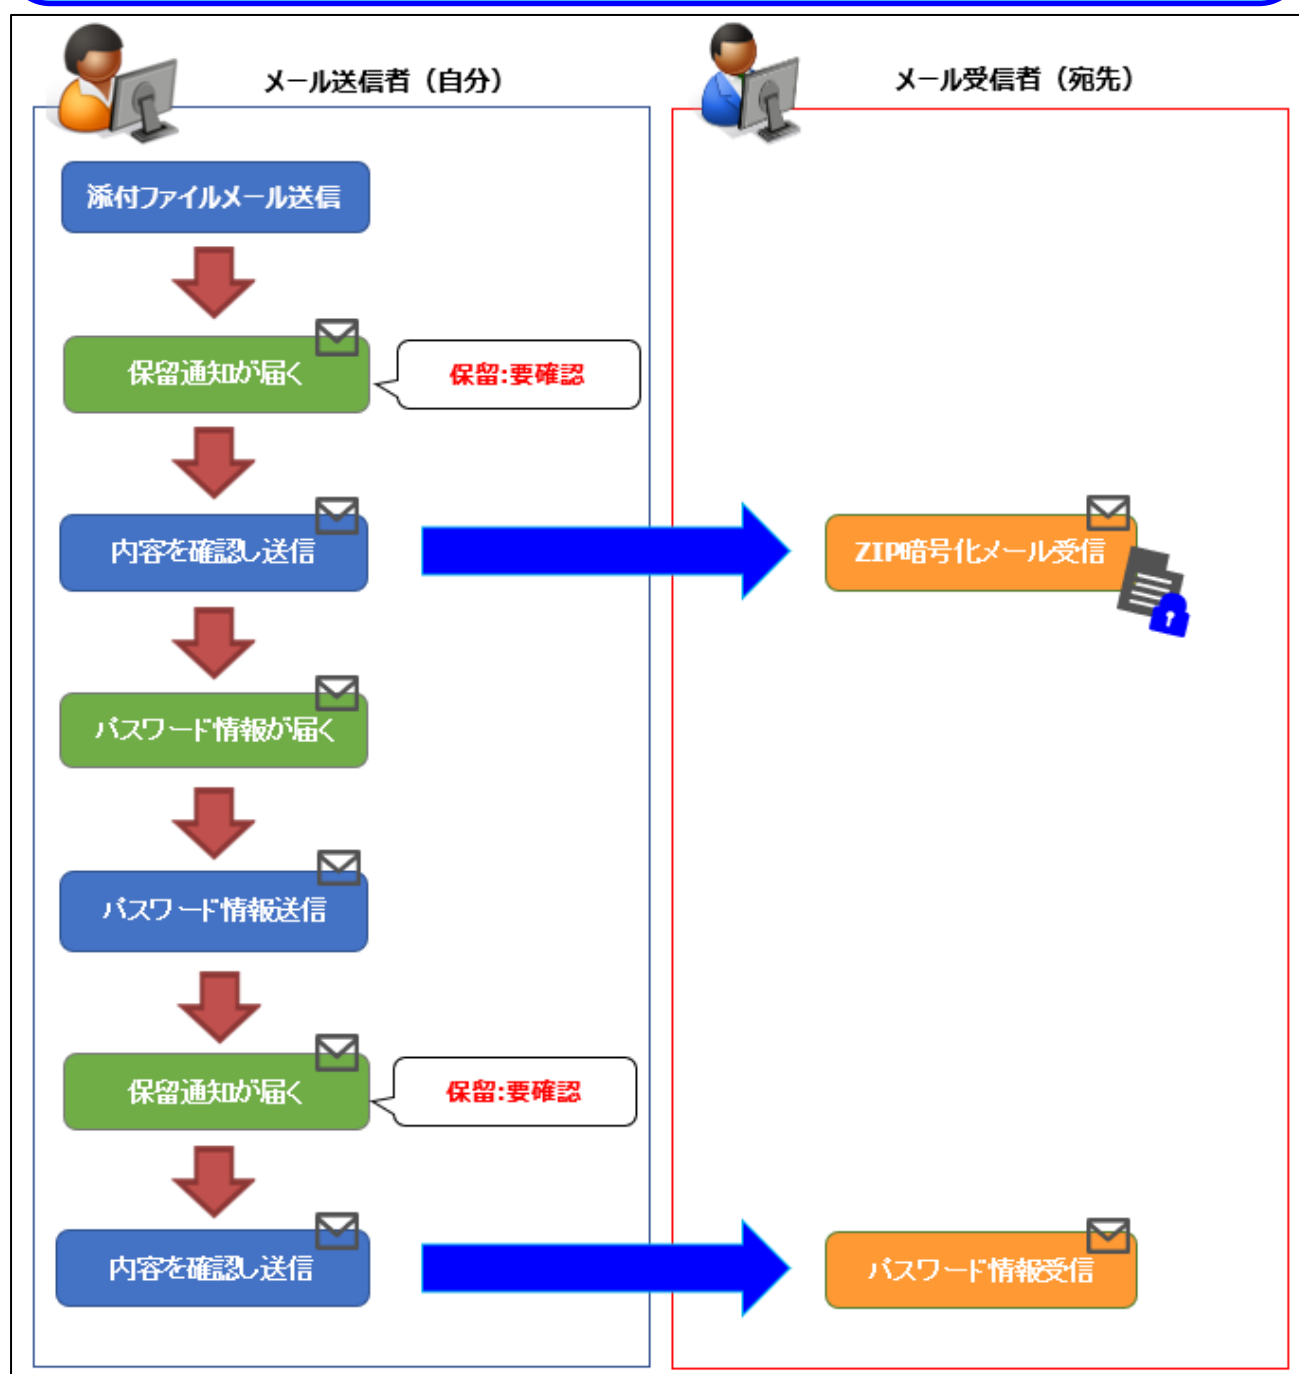 メール送信者（自分）
メール受信者（宛先）
添付ファイルメール送信
保留通知が届く
保留:要確認
内容を確認し送信
ZIP暗号化メール受信
パスワード情報が届く
パスワード情報送信
保留通知が届く
保留:要確認
内容を確認し送信
パスワード情報受信